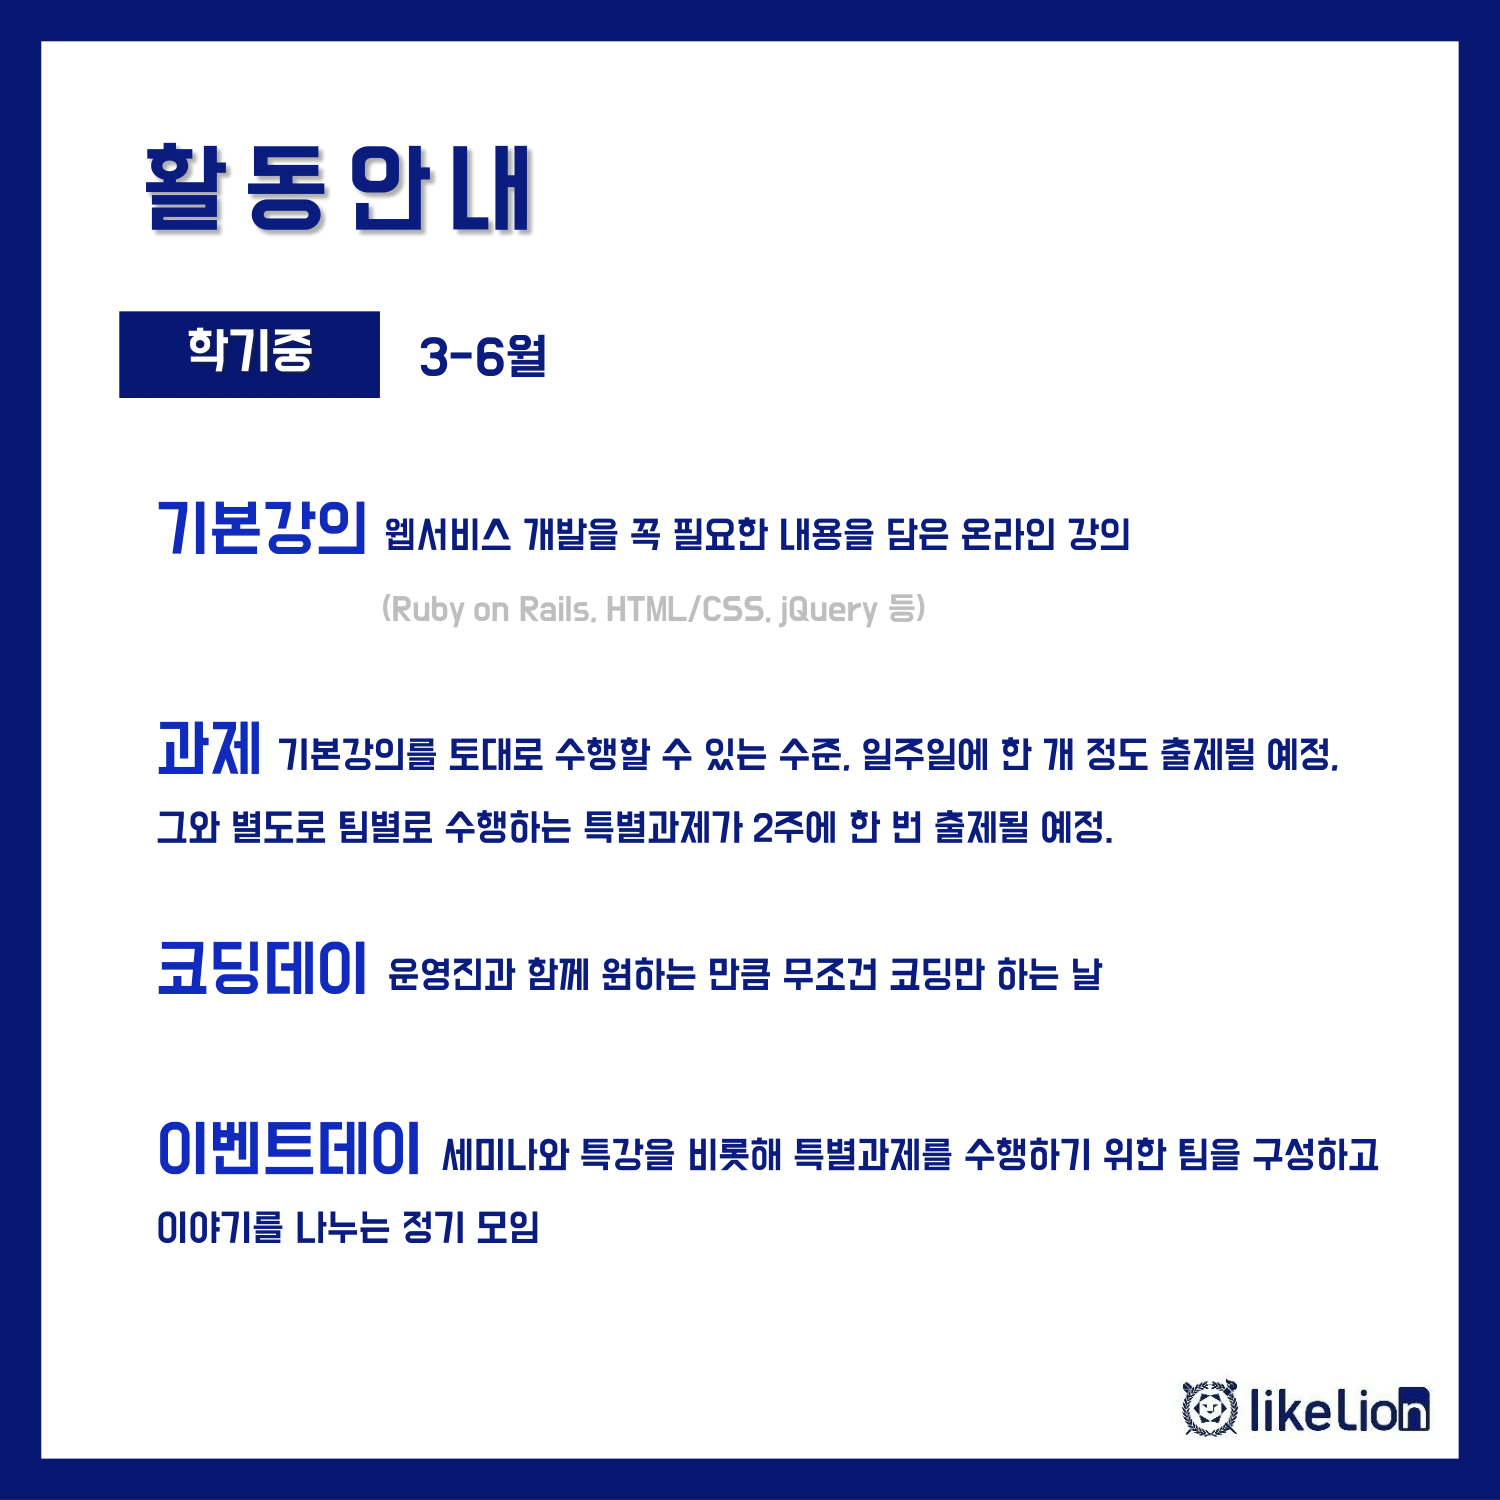 활동안내
학기중 3-6월
기본강의 웹서비스 개발을 꼭 필요한 내용을 담은 온라인 강의
(Ruby on Rails, HTML/CSS, jQuery 등)
과제 기본강의를 토대로 수행할 수 있는 수준, 일주일에 한 개 정도 출제될 예정,
그와 별도로 팀별로 수행하는 특별과제가 2주에 한 번 출제될 예정.
코딩데이 운영진과 함께 원하는 만큼 무조건 코딩만 하는 날
이벤트데이 세미나와 특강을 비롯해 특별과제를 수행하기 위한 팀을 구성하고
이야기를 나누는 정기 모임
likeLion